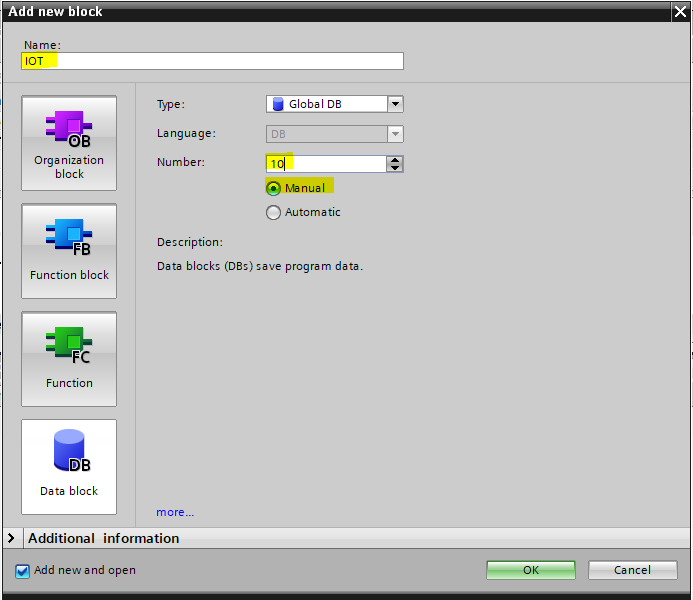 Add new block
Name:
IOT
OB
Organization
block
FB
Function block
FC
Function
DB
Data block
Type:
Global DB
Language:
DB
Number:
10
Manual
Automatic
Description:
Data blocks (DBs) save program data.
more...
Additional information
Add new and open
OK
Cancel